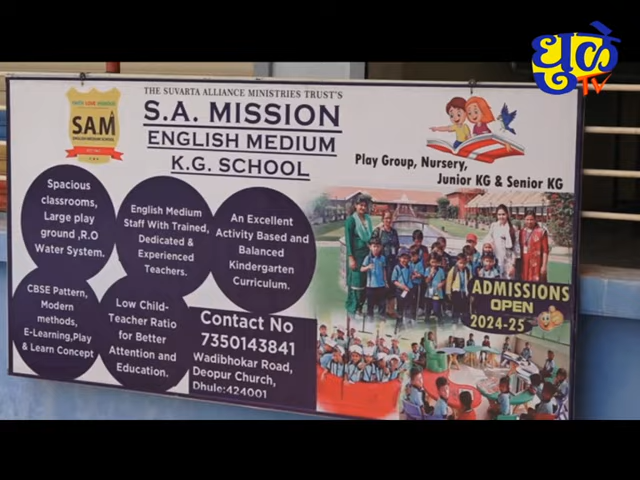 धुळे
TV
THE SUVARTA ALLIANCE MINISTRIES TRUST'S
S.A. MISSION
ENGLISH MEDIUM
K.G. SCHOOL
S.A.M
Play Group, Nursery,
Junior KG & Senior KG
Spacious
classrooms,
Large play
ground ,R.O
Water System.
English Medium
Staff With Trained,
Dedicated &
Experienced
Teachers.
An Excellent
Activity Based and
Balanced
Kindergarten
Curriculum.
CBSE Pattern,
Modern
methods,
E-Learning,Play
& Learn Concept
Low Child-
Teacher Ratio
for Better
Attention and
Education.
Contact No
7350143841
Wadibhokar Road,
Deopur Church,
Dhule:424001
ADMISSIONS
OPEN
2024-25